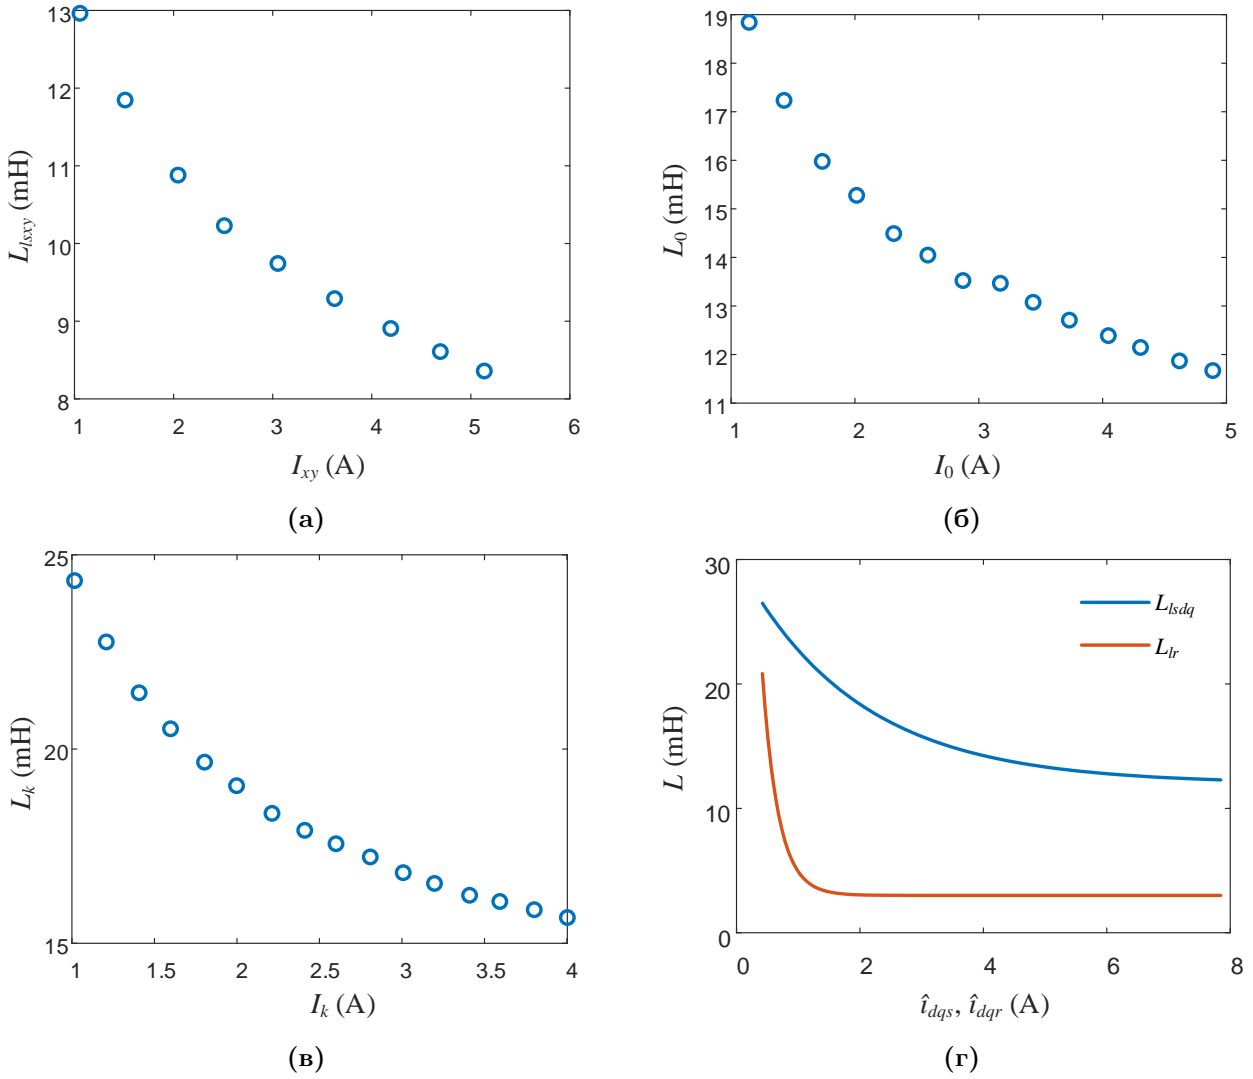 13
12
11
10
9
8
1 2 3 4 5 6
L_lsxy (mH)
I_xy (A)
(а)
19
18
17
16
15
14
13
12
11
1 2 3 4 5
L_0 (mH)
I_0 (A)
(б)
25
20
15
1 1.5 2 2.5 3 3.5 4
L_k (mH)
I_k (A)
(в)
30
20
10
0
0 2 4 6 8
L (mH)
L_lsdq
L_lr
î_dqs, î_dqr (A)
(г)